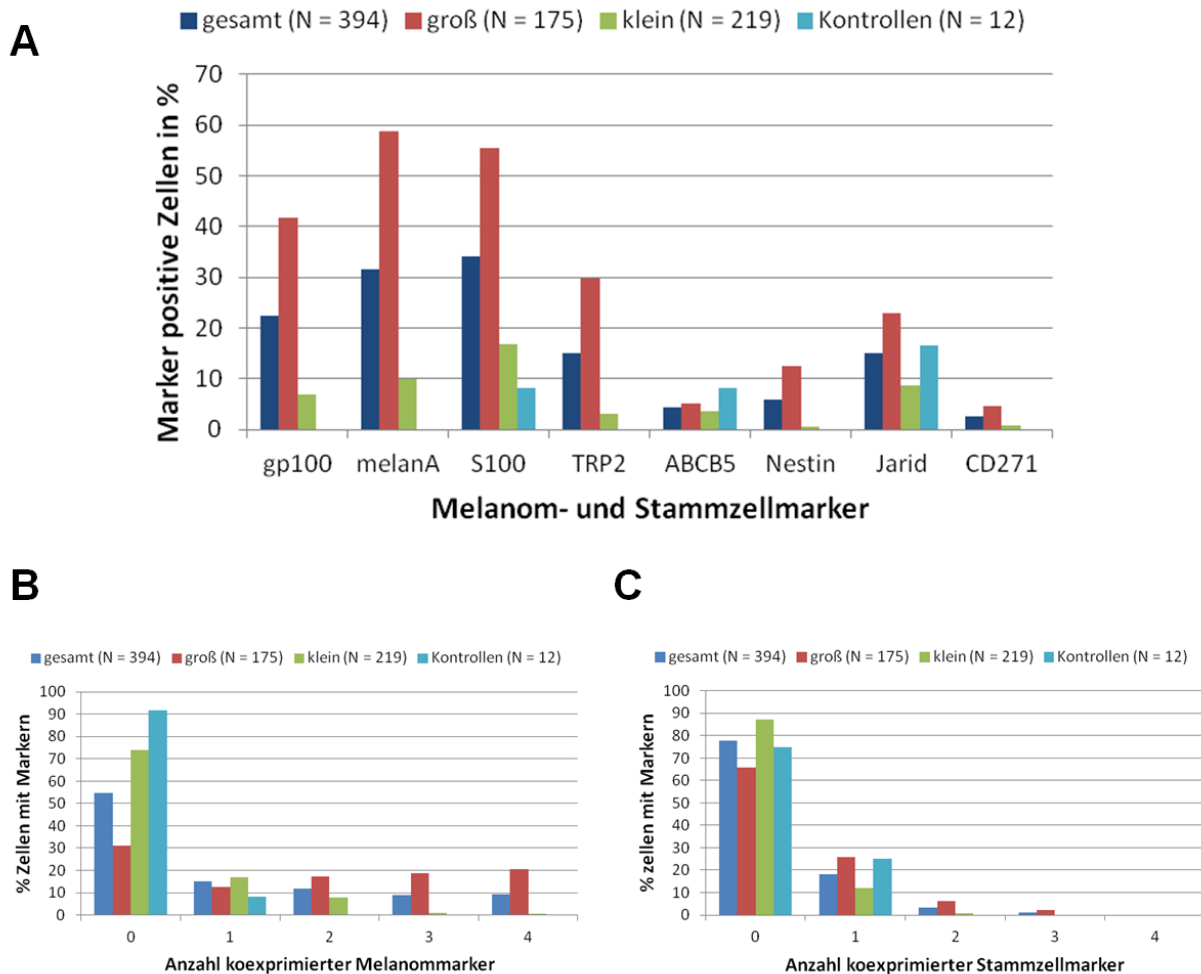 gesamt (N = 394) groß (N = 175) klein (N = 219) Kontrollen (N = 12)
A
Marker positive Zellen in %
70
60
50
40
30
20
10
0
gp100 melanA S100 TRP2 ABCB5 Nestin Jarid CD271
Melanom- und Stammzellmarker
B
gesamt (N = 394) groß (N = 175) klein (N = 219) Kontrollen (N = 12)
% Zellen mit Markern
100
90
80
70
60
50
40
30
20
10
0
0 1 2 3 4
Anzahl koexprimierter Melanommarker
C
gesamt (N = 394) groß (N = 175) klein (N = 219) Kontrollen (N = 12)
% zellen mit Markern
100
90
80
70
60
50
40
30
20
10
0
0 1 2 3 4
Anzahl koexprimierter Stammzellmarker